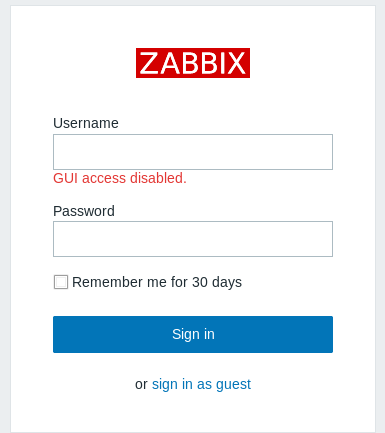 ZABBIX
Username
GUI access disabled.
Password
Remember me for 30 days
Sign in
or sign in as guest